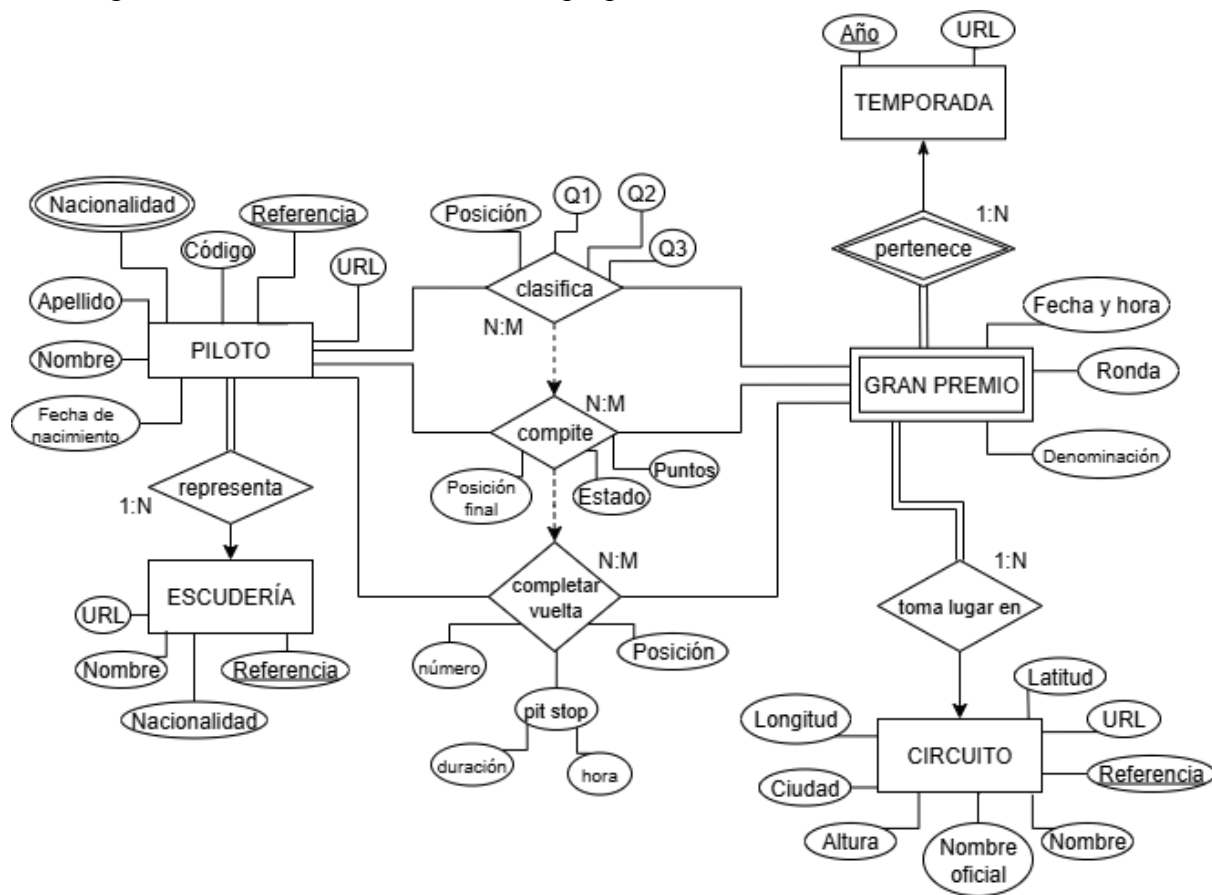 Año
URL
TEMPORADA
1:N
pertenece
Nacionalidad
Referencia
Código
URL
Apellido
Nombre
PILOTO
Fecha de
nacimiento
Posición
Q1
Q2
Q3
clasifica
N:M
Fecha y hora
Ronda
GRAN PREMIO
Denominación
N:M
compite
Posición
final
Estado
Puntos
representa
1:N
ESCUDERÍA
URL
Nombre
Referencia
Nacionalidad
N:M
completar
vuelta
número
Posición
pit stop
duración
hora
1:N
toma lugar en
Latitud
Longitud
URL
CIRCUITO
Referencia
Ciudad
Altura
Nombre
oficial
Nombre